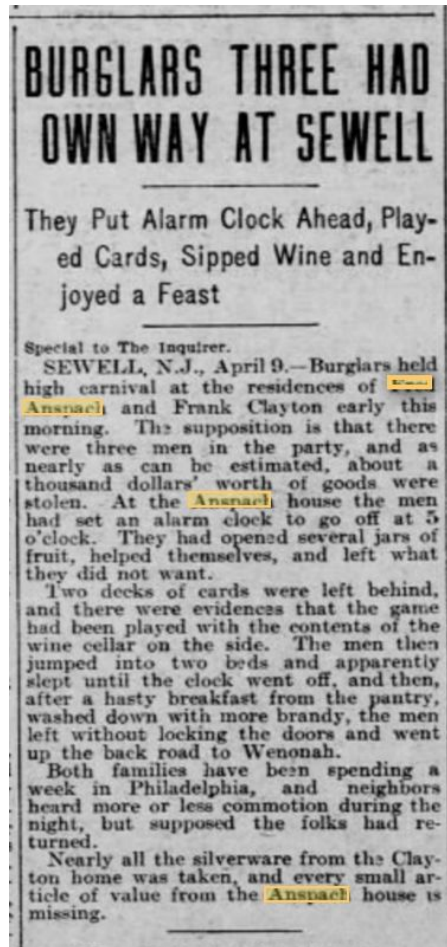 BURGLARS THREE HAD
OWN WAY AT SEWELL
They Put Alarm Clock Ahead, Play-
ed Cards, Sipped Wine and En-
joyed a Feast
Special to The Inquirer.
SEWELL, N.J., April 9.—Burglars held
high carnival at the residences of
Anspach and Frank Clayton early this
morning. The supposition is that there
were three men in the party, and as
nearly as can be estimated, about a
thousand dollars' worth of goods were
stolen. At the Anspach house the men
had set an alarm clock to go off at 5
o'clock. They had opened several jars of
fruit, helped themselves, and left what
they did not want.
Two decks of cards were left behind,
and there were evidences that the game
had been played with the contents of the
wine cellar on the side. The men then
jumped into two beds and apparently
slept until the clock went off, and then,
after a hasty breakfast from the pantry,
washed down with more brandy, the men
left without locking the doors and went
up the back road to Wenonah.
Both families have been spending a
week in Philadelphia, and neighbors
heard more or less commotion during the
night, but supposed the folks had re-
turned.
Nearly all the silverware from the Clay-
ton home was taken, and every small ar-
ticle of value from the Anspach house is
missing.